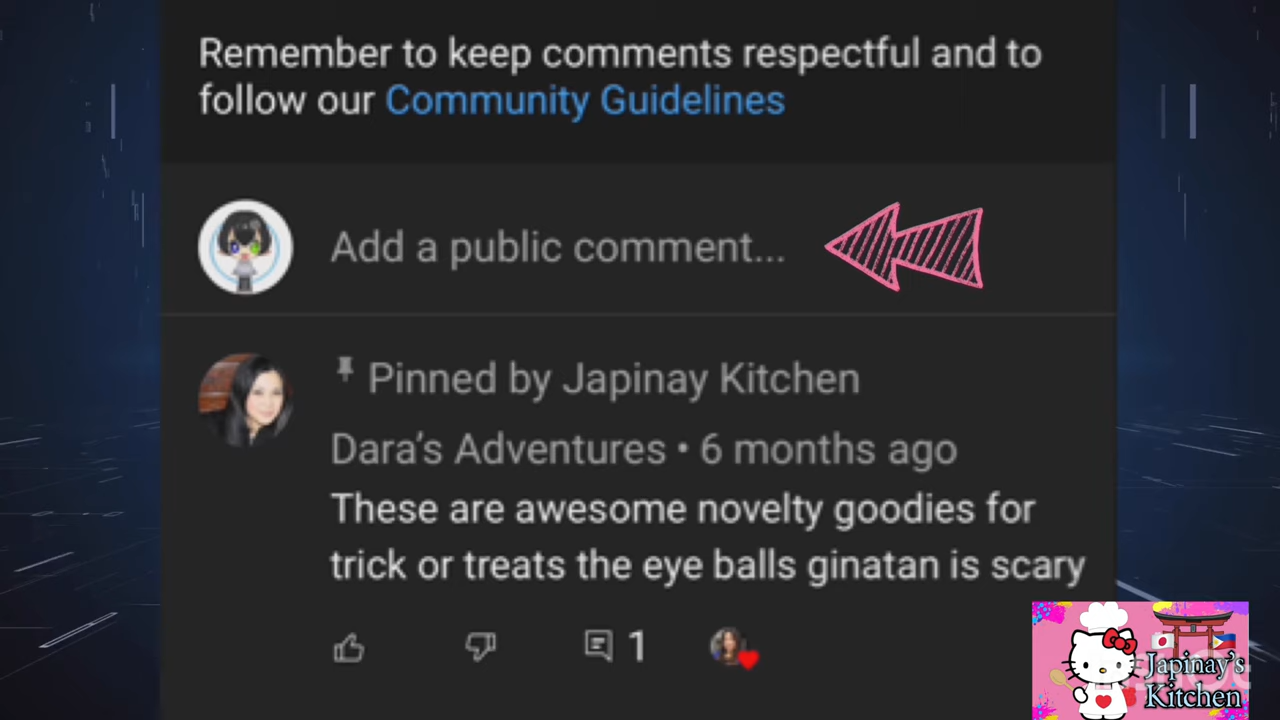 Remember to keep comments respectful and to
follow our Community Guidelines
Add a public comment...
Pinned by Japinay Kitchen
Dara's Adventures • 6 months ago
These are awesome novelty goodies for
trick or treats the eye balls ginatan is scary
1
Japinay's
Kitchen